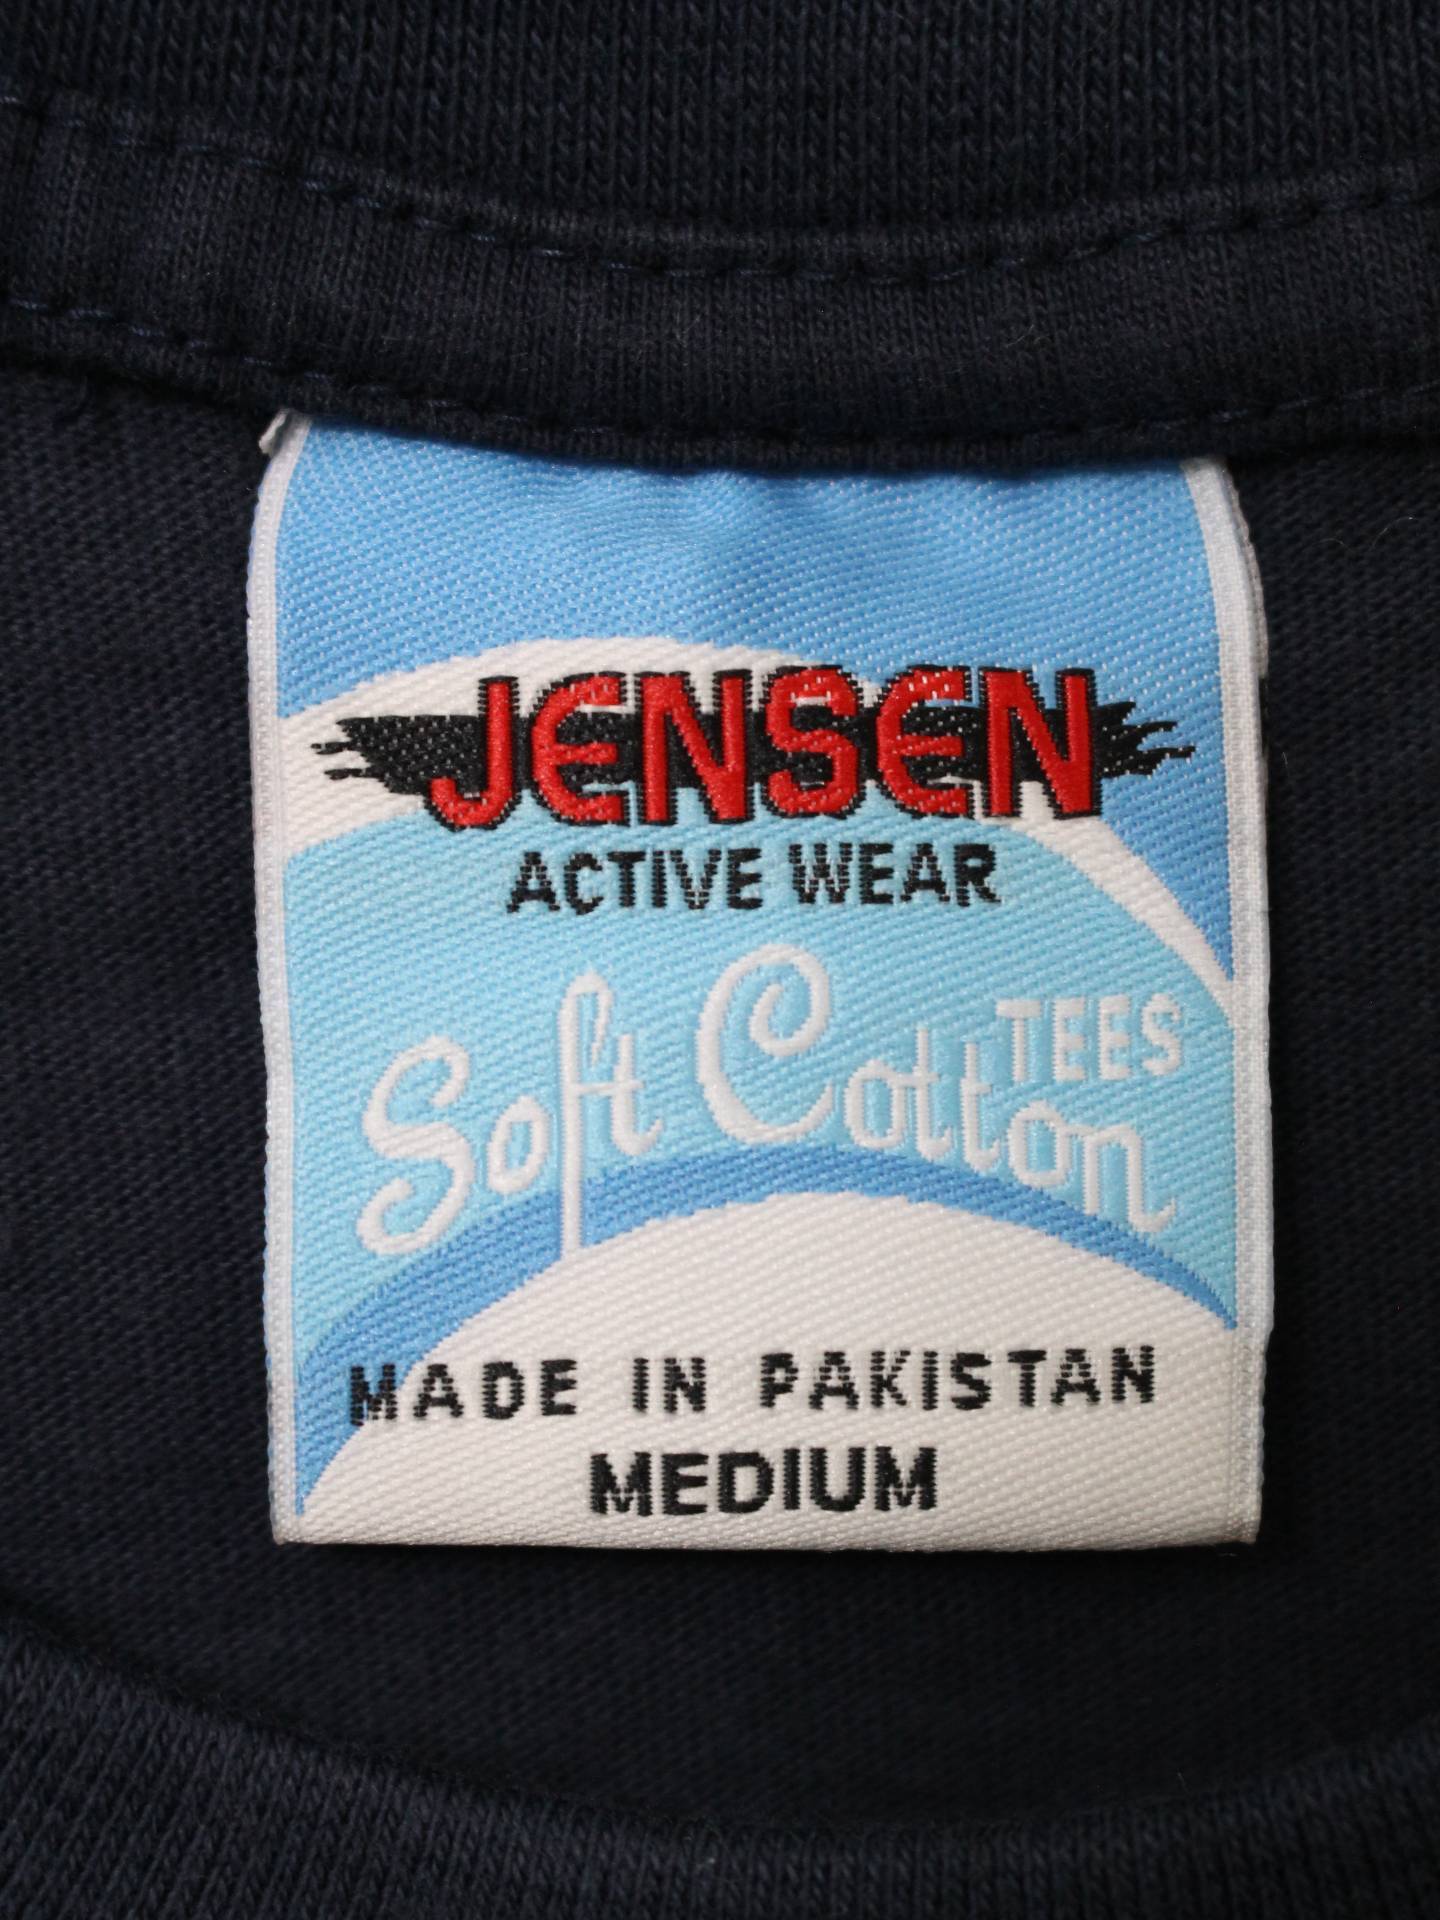 JENSEN
ACTIVE WEAR
Soft Cotton TEES
MADE IN PAKISTAN
MEDIUM